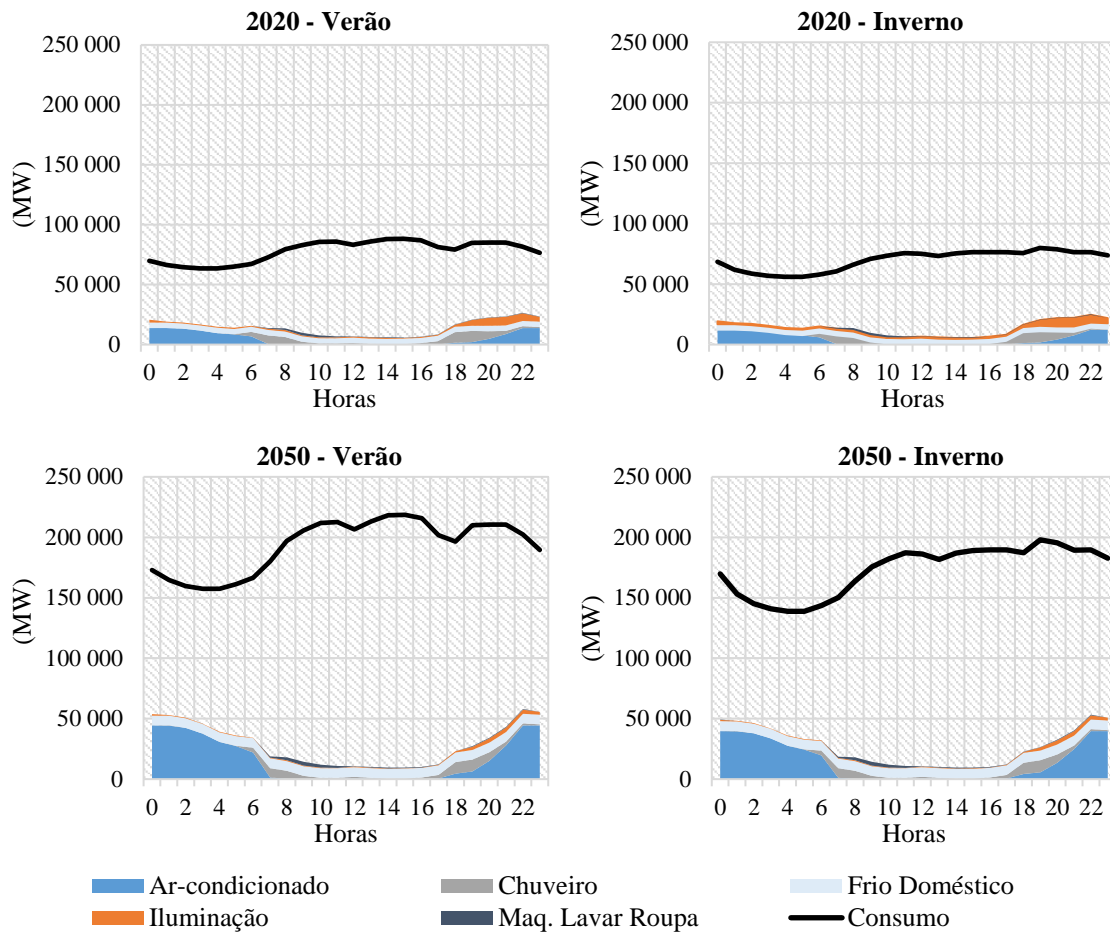 2020 - Verão
250 000
200 000
150 000
100 000
50 000
0
(MW)
0 2 4 6 8 10 12 14 16 18 20 22
Horas
2020 - Inverno
250 000
200 000
150 000
100 000
50 000
0
(MW)
0 2 4 6 8 10 12 14 16 18 20 22
Horas
2050 - Verão
250 000
200 000
150 000
100 000
50 000
0
(MW)
0 2 4 6 8 10 12 14 16 18 20 22
Horas
2050 - Inverno
250 000
200 000
150 000
100 000
50 000
0
(MW)
0 2 4 6 8 10 12 14 16 18 20 22
Horas
Ar-condicionado Chuveiro Frio Doméstico
Iluminação Maq. Lavar Roupa Consumo